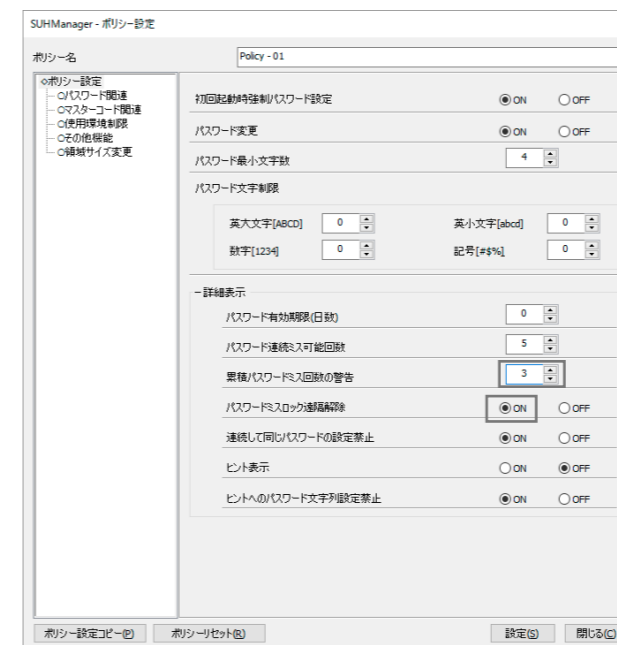 SUHManager - ポリシー設定
ポリシー名 Policy - 01
ポリシー設定
パスワード関連
マスターコード関連
使用環境制限
その他機能
領域サイズ変更
初回起動時強制パスワード設定 ON OFF
パスワード変更 ON OFF
パスワード最小文字数 4
パスワード文字制限
英大文字[ABCD] 0 英小文字[abcd] 0
数字[1234] 0 記号[#$%] 0
ー詳細表示
パスワード有効期限(日数) 0
パスワード連続ミス可能回数 5
累積パスワードミス回数の警告 3
パスワードミスロック遠隔解除 ON OFF
連続して同じパスワードの設定禁止 ON OFF
ヒント表示 ON OFF
ヒントへのパスワード文字列設定禁止 ON OFF
ポリシー設定コピー(P) ポリシーリセット(R) 設定(S) 閉じる(C)